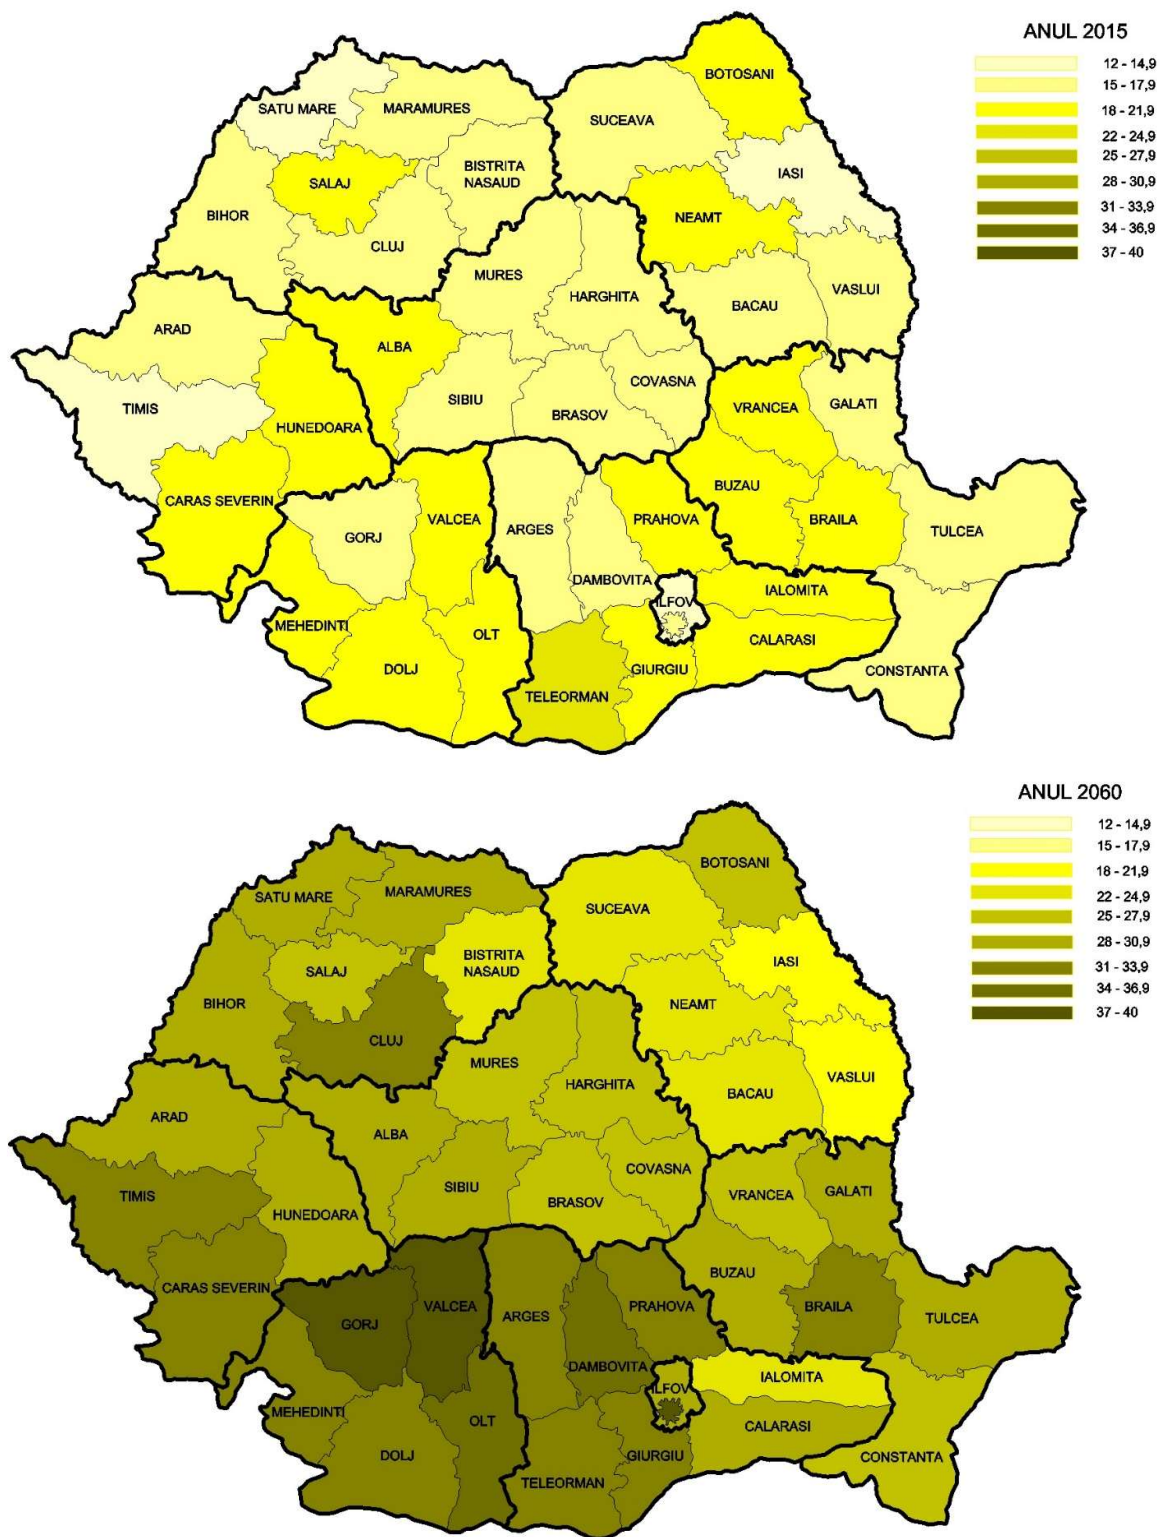 ANUL 2015
12 - 14,9
15 - 17,9
18 - 21,9
22 - 24,9
25 - 27,9
28 - 30,9
31 - 33,9
34 - 36,9
37 - 40
BOTOSANI
SATU MARE
MARAMURES
SUCEAVA
IASI
SALAJ
BISTRITA
NASAUD
BIHOR
NEAMT
CLUJ
MURES
HARGHITA
BACAU
VASLUI
ARAD
ALBA
TIMIS
SIBIU
COVASNA
BRASOV
VRANCEA
GALATI
HUNEDOARA
CARAS SEVERIN
BUZAU
VALCEA
PRAHOVA
BRAILA
GORJ
ARGES
TULCEA
DAMBOVITA
ILFOV
IALOMITA
MEHEDINTI
OLT
CALARASI
DOLJ
GIURGIU
CONSTANTA
TELEORMAN
ANUL 2060
12 - 14,9
15 - 17,9
18 - 21,9
22 - 24,9
25 - 27,9
28 - 30,9
31 - 33,9
34 - 36,9
37 - 40
BOTOSANI
SATU MARE
MARAMURES
SUCEAVA
IASI
SALAJ
BISTRITA
NASAUD
BIHOR
NEAMT
CLUJ
MURES
HARGHITA
BACAU
VASLUI
ARAD
ALBA
TIMIS
SIBIU
COVASNA
BRASOV
VRANCEA
GALATI
HUNEDOARA
CARAS SEVERIN
BUZAU
VALCEA
PRAHOVA
BRAILA
GORJ
ARGES
TULCEA
DAMBOVITA
ILFOV
IALOMITA
MEHEDINTI
OLT
CALARASI
DOLJ
GIURGIU
CONSTANTA
TELEORMAN